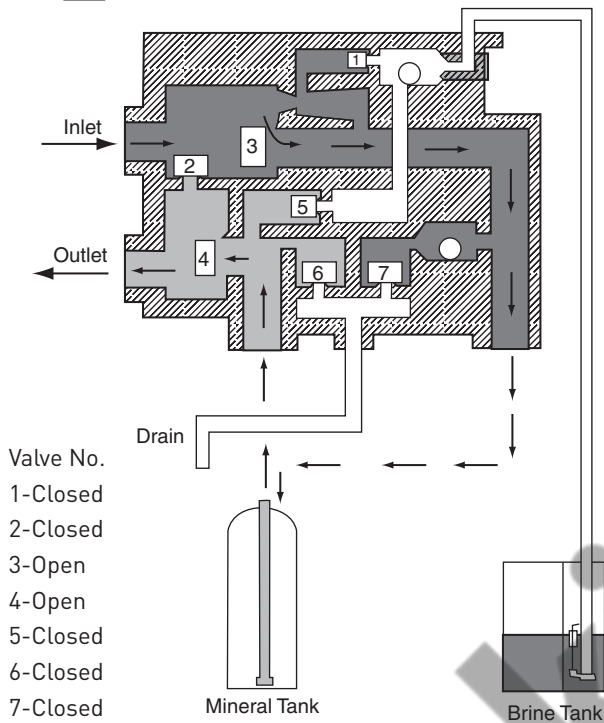 1
Inlet
3
2
5
Outlet
4
6
7
Drain
Valve No.
1-Closed
2-Closed
3-Open
4-Open
5-Closed
6-Closed
7-Closed
Mineral Tank
Brine Tank